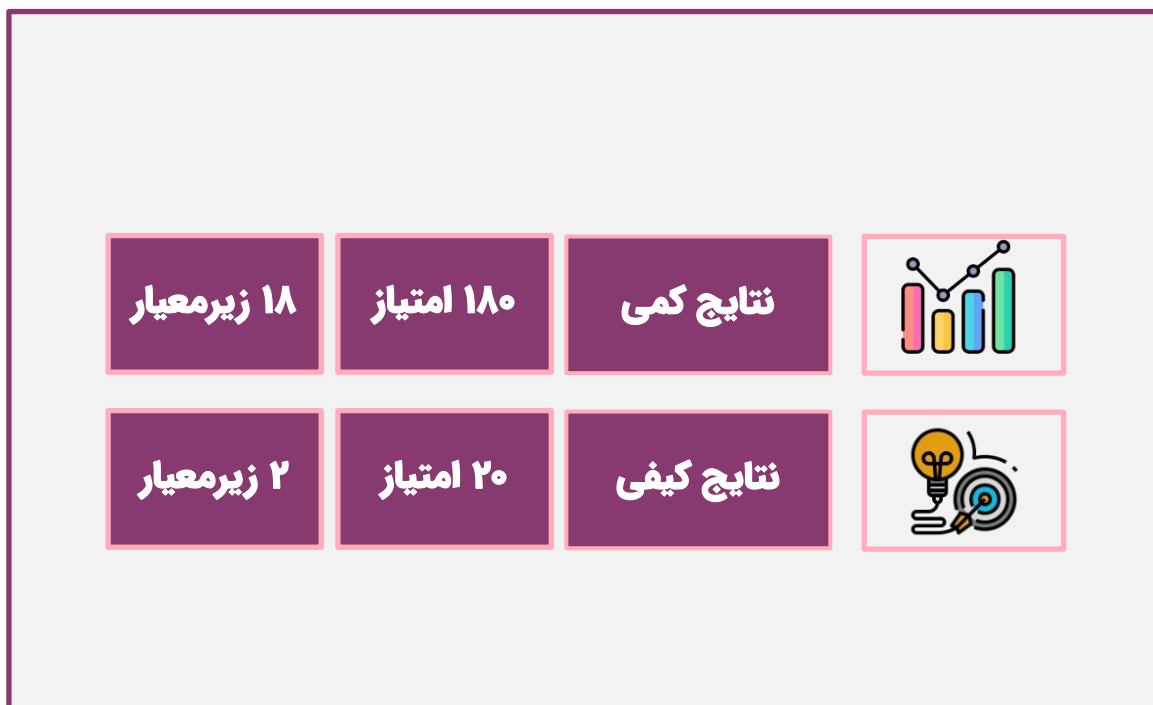 نتایج کمی
۱۸۰ امتیاز
۱۸ زیرمعیار
نتایج کیفی
۲۰ امتیاز
۲ زیرمعیار